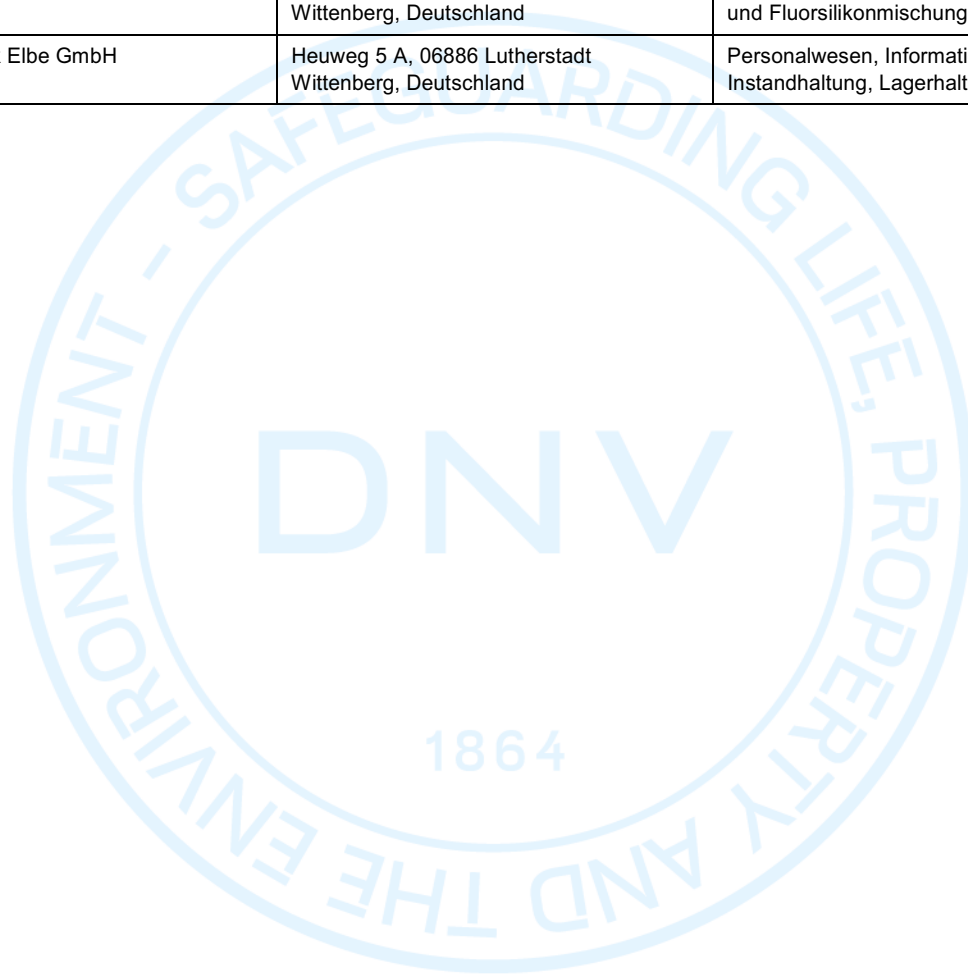 Wittenberg, Deutschland
und Fluorsilikonmischung
Elbe GmbH
Heuweg 5 A, 06886 Lutherstadt
Wittenberg, Deutschland
Personalwesen, Informati
Instandhaltung, Lagerhalt
SAFEGUARDING LIFE, PROPERTY AND THE ENVIRONMENT -
DNV
1864